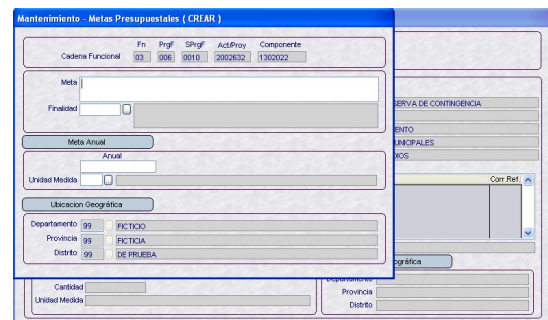 Mantenimiento - Metas Presupuestales ( CREAR )
Fn PrgF SPrgF Act/Proy Componente
Cadena Funcional 03 006 0010 2002632 1302022
Meta
Finalidad
Meta Anual
Anual
Unidad Medida
Ubicacion Geográfica
Departamento 99 FICTICIO
Provincia 99 FICTICIA
Distrito 99 DE PRUEBA
SERVA DE CONTINGENCIA
ENTO
UNICIPALES
DIOS
Corr.Ref.
ográfica
Cantidad
Unidad Medida
Departamento
Provincia
Distrito